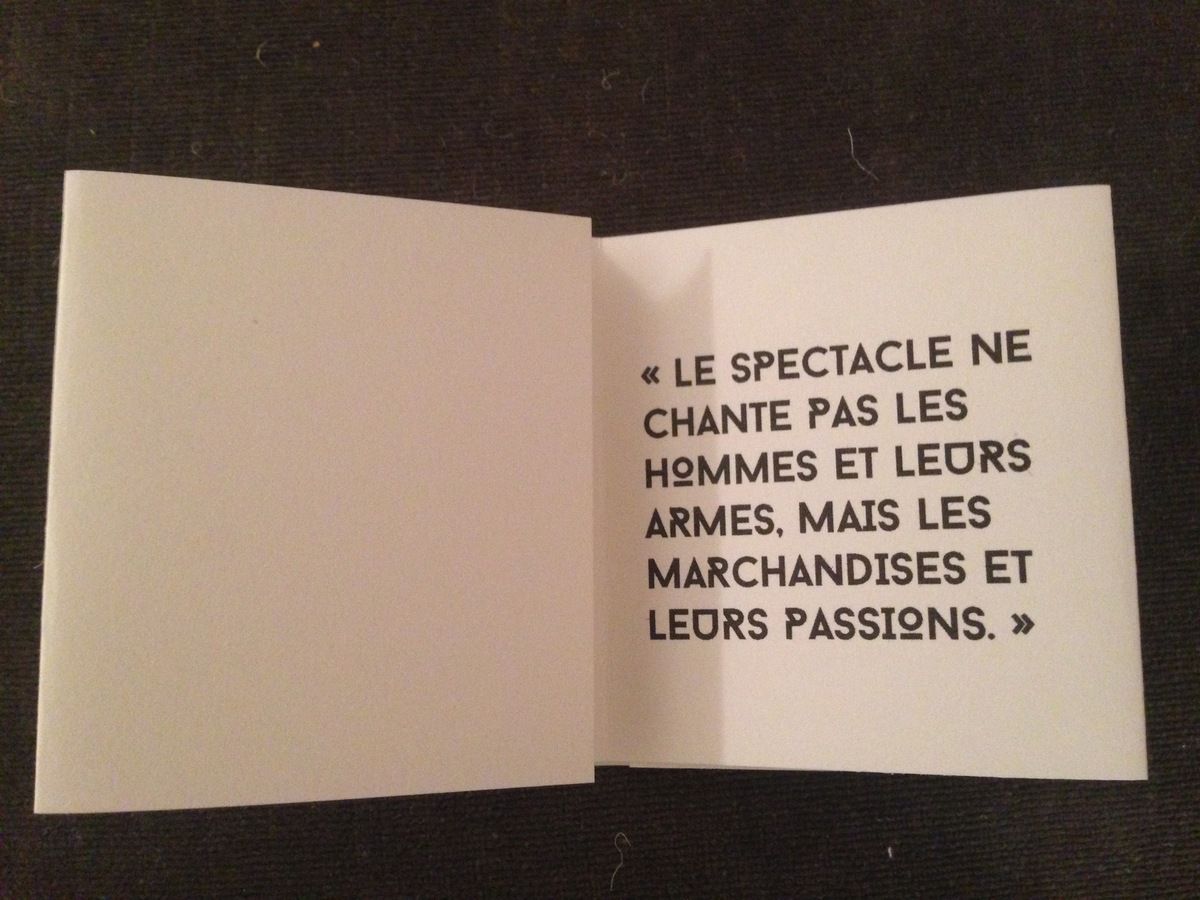 « LE SPECTACLE NE
CHANTE PAS LES
HOMMES ET LEURS
ARMES, MAIS LES
MARCHANDISES ET
LEURS PASSIONS. »